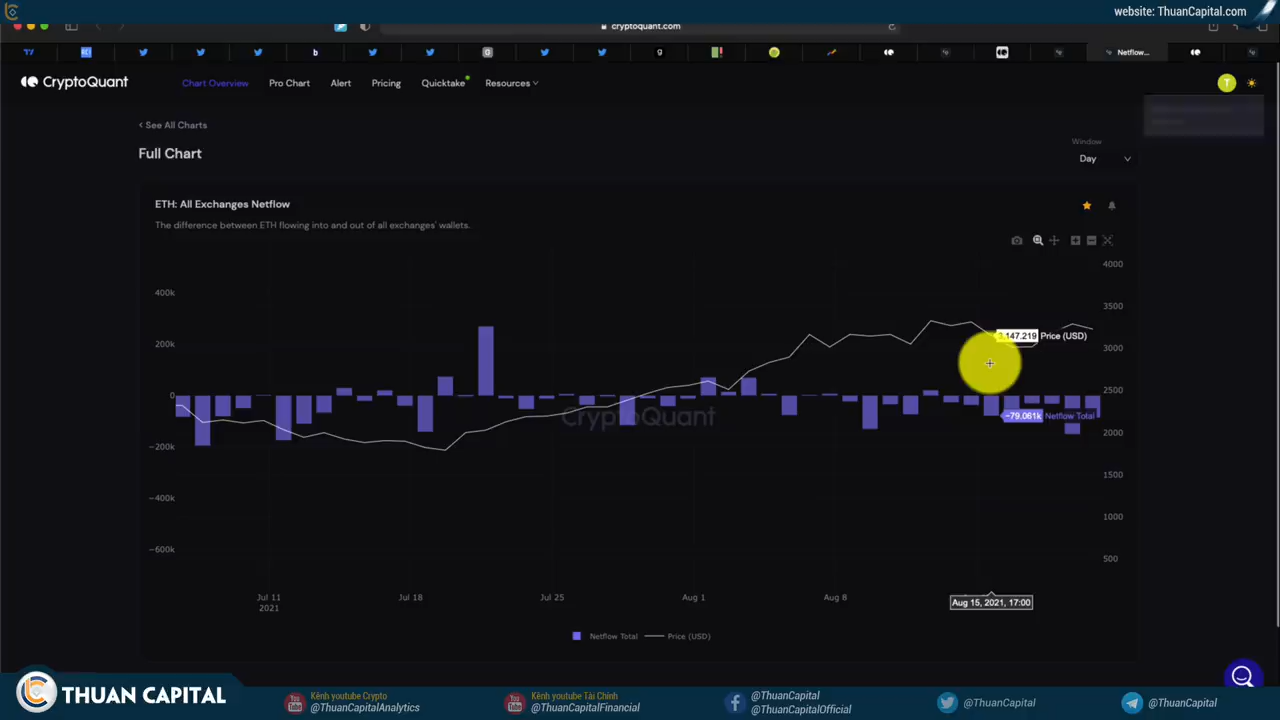 website: ThuanCapital.com
cryptoquant.com
Netflow...
CryptoQuant
Chart Overview
Pro Chart
Alert
Pricing
Quicktake
Resources
T
< See All Charts
Full Chart
Window
Day
ETH: All Exchanges Netflow
The difference between ETH flowing into and out of all exchanges' wallets.
400k
200k
0
−200k
−400k
−600k
4000
3500
3000
2500
2000
1500
1000
500
147.219 Price (USD)
−79.061k Netflow Total
CryptoQuant
Jul 11
2021
Jul 18
Jul 25
Aug 1
Aug 8
Aug 15, 2021, 17:00
Netflow Total
Price (USD)
THUAN CAPITAL
Kênh youtube Crypto
@ThuanCapitalAnalytics
Kênh youtube Tài Chính
@ThuanCapitalFinancial
@ThuanCapital
@ThuanCapitalOfficial
@ThuanCapital
@ThuanCapital